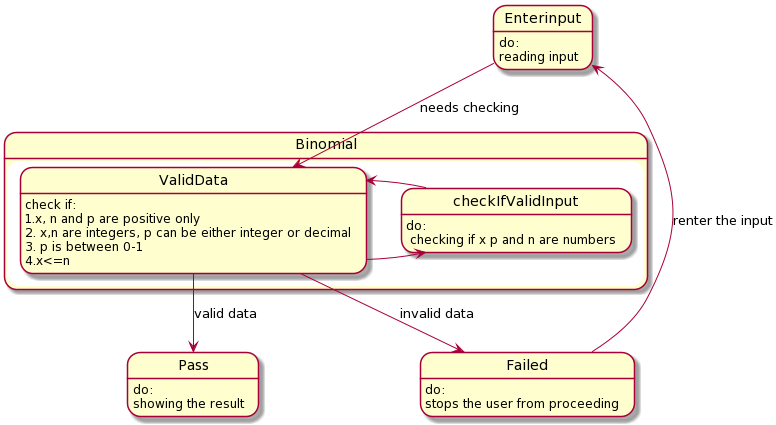 Enterinput
do:
reading input
needs checking
Binomial
ValidData
check if:
1.x, n and p are positive only
2. x,n are integers, p can be either integer or decimal
3. p is between 0-1
4.x<=n
checkIfValidInput
do:
checking if x p and n are numbers
renter the input
valid data
invalid data
Pass
do:
showing the result
Failed
do:
stops the user from proceeding